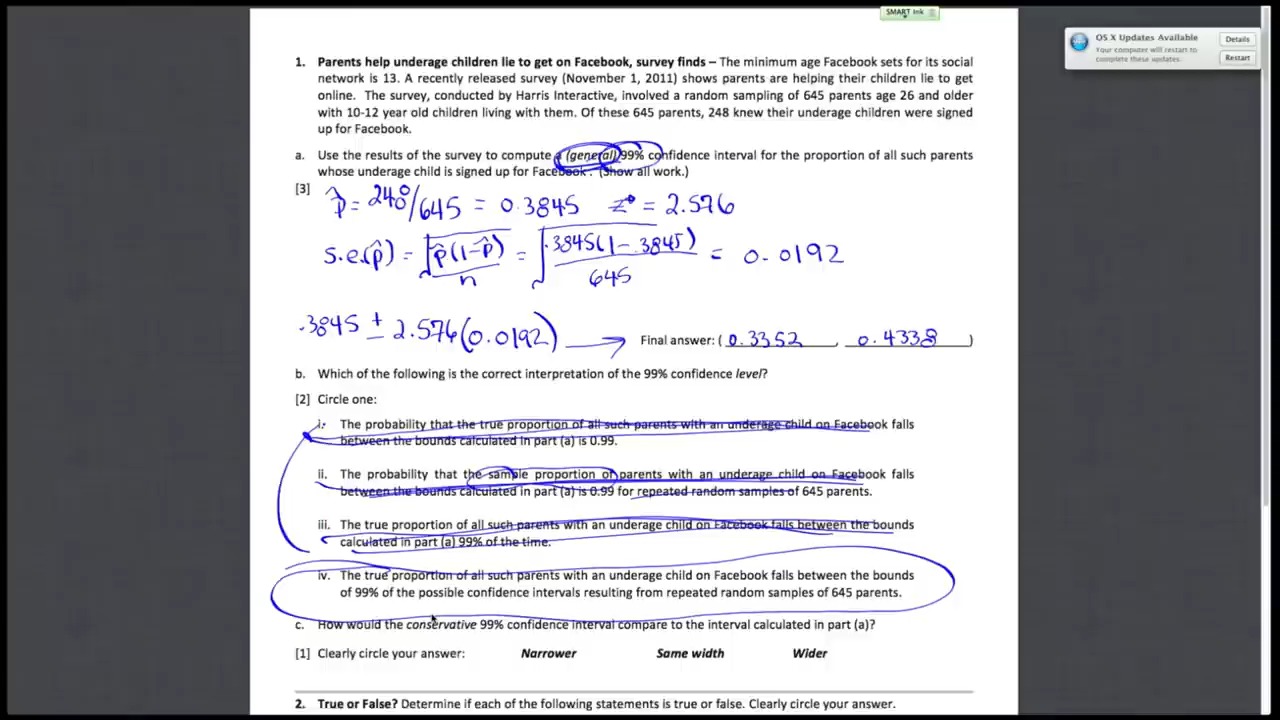 SMART Ink
OS X Updates Available
Your computer will restart to
complete these updates.
Details
Restart
1. Parents help underage children lie to get on Facebook, survey finds – The minimum age Facebook sets for its social
network is 13. A recently released survey (November 1, 2011) shows parents are helping their children lie to get
online. The survey, conducted by Harris Interactive, involved a random sampling of 645 parents age 26 and older
with 10-12 year old children living with them. Of these 645 parents, 248 knew their underage children were signed
up for Facebook.
a. Use the results of the survey to compute a (general) 99% confidence interval for the proportion of all such parents
whose underage child is signed up for Facebook. (Show all work.)
[3]
p̂ = 248/645 = 0.3845 z* = 2.576
s.e.(p̂) = √(p̂(1-p̂)/n) = √(.3845(1-.3845)/645) = 0.0192
.3845 ± 2.576(0.0192) → Final answer: ( 0.3352 , 0.4338 )
b. Which of the following is the correct interpretation of the 99% confidence level?
[2] Circle one:
i. The probability that the true proportion of all such parents with an underage child on Facebook falls
between the bounds calculated in part (a) is 0.99.
ii. The probability that the sample proportion of parents with an underage child on Facebook falls
between the bounds calculated in part (a) is 0.99 for repeated random samples of 645 parents.
iii. The true proportion of all such parents with an underage child on Facebook falls between the bounds
calculated in part (a) 99% of the time.
iv. The true proportion of all such parents with an underage child on Facebook falls between the bounds
of 99% of the possible confidence intervals resulting from repeated random samples of 645 parents.
c. How would the conservative 99% confidence interval compare to the interval calculated in part (a)?
[1] Clearly circle your answer: Narrower Same width Wider
2. True or False? Determine if each of the following statements is true or false. Clearly circle your answer.